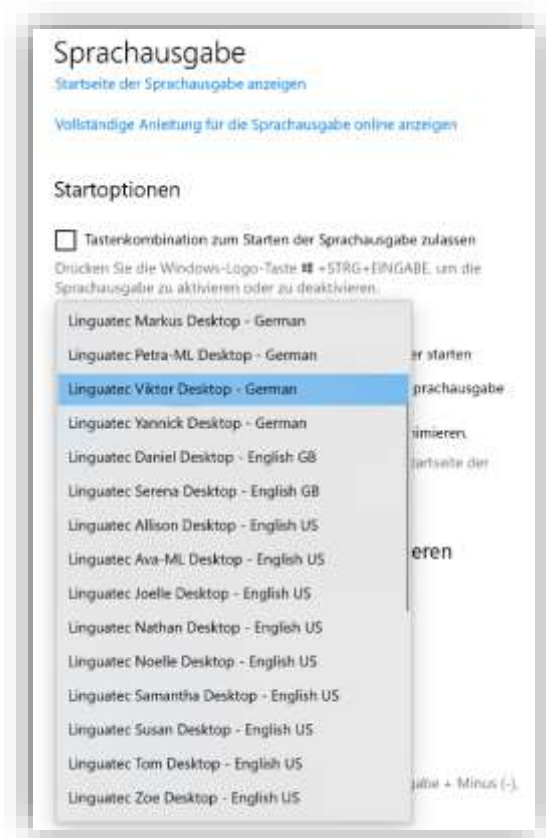 Sprachausgabe
Startseite der Sprachausgabe anzeigen
Vollständige Anleitung für die Sprachausgabe online anzeigen
Startoptionen
Tastenkombination zum Starten der Sprachausgabe zulassen
Drücken Sie die Windows-Logo-Taste +STRG+EINGABE, um die
Sprachausgabe zu aktivieren oder zu deaktivieren.
Linguatec Markus Desktop - German
Linguatec Petra-ML Desktop - German
er starten
Linguatec Viktor Desktop - German
prachausgabe
Linguatec Yannick Desktop - German
nimieren.
Linguatec Daniel Desktop - English GB
tartseite der
Linguatec Serena Desktop - English GB
Linguatec Allison Desktop - English US
Linguatec Ava-ML Desktop - English US
eren
Linguatec Joelle Desktop - English US
Linguatec Nathan Desktop - English US
Linguatec Noelle Desktop - English US
Linguatec Samantha Desktop - English US
Linguatec Susan Desktop - English US
Linguatec Tom Desktop - English US
Linguatec Zoe Desktop - English US
gabe + Minus (-),